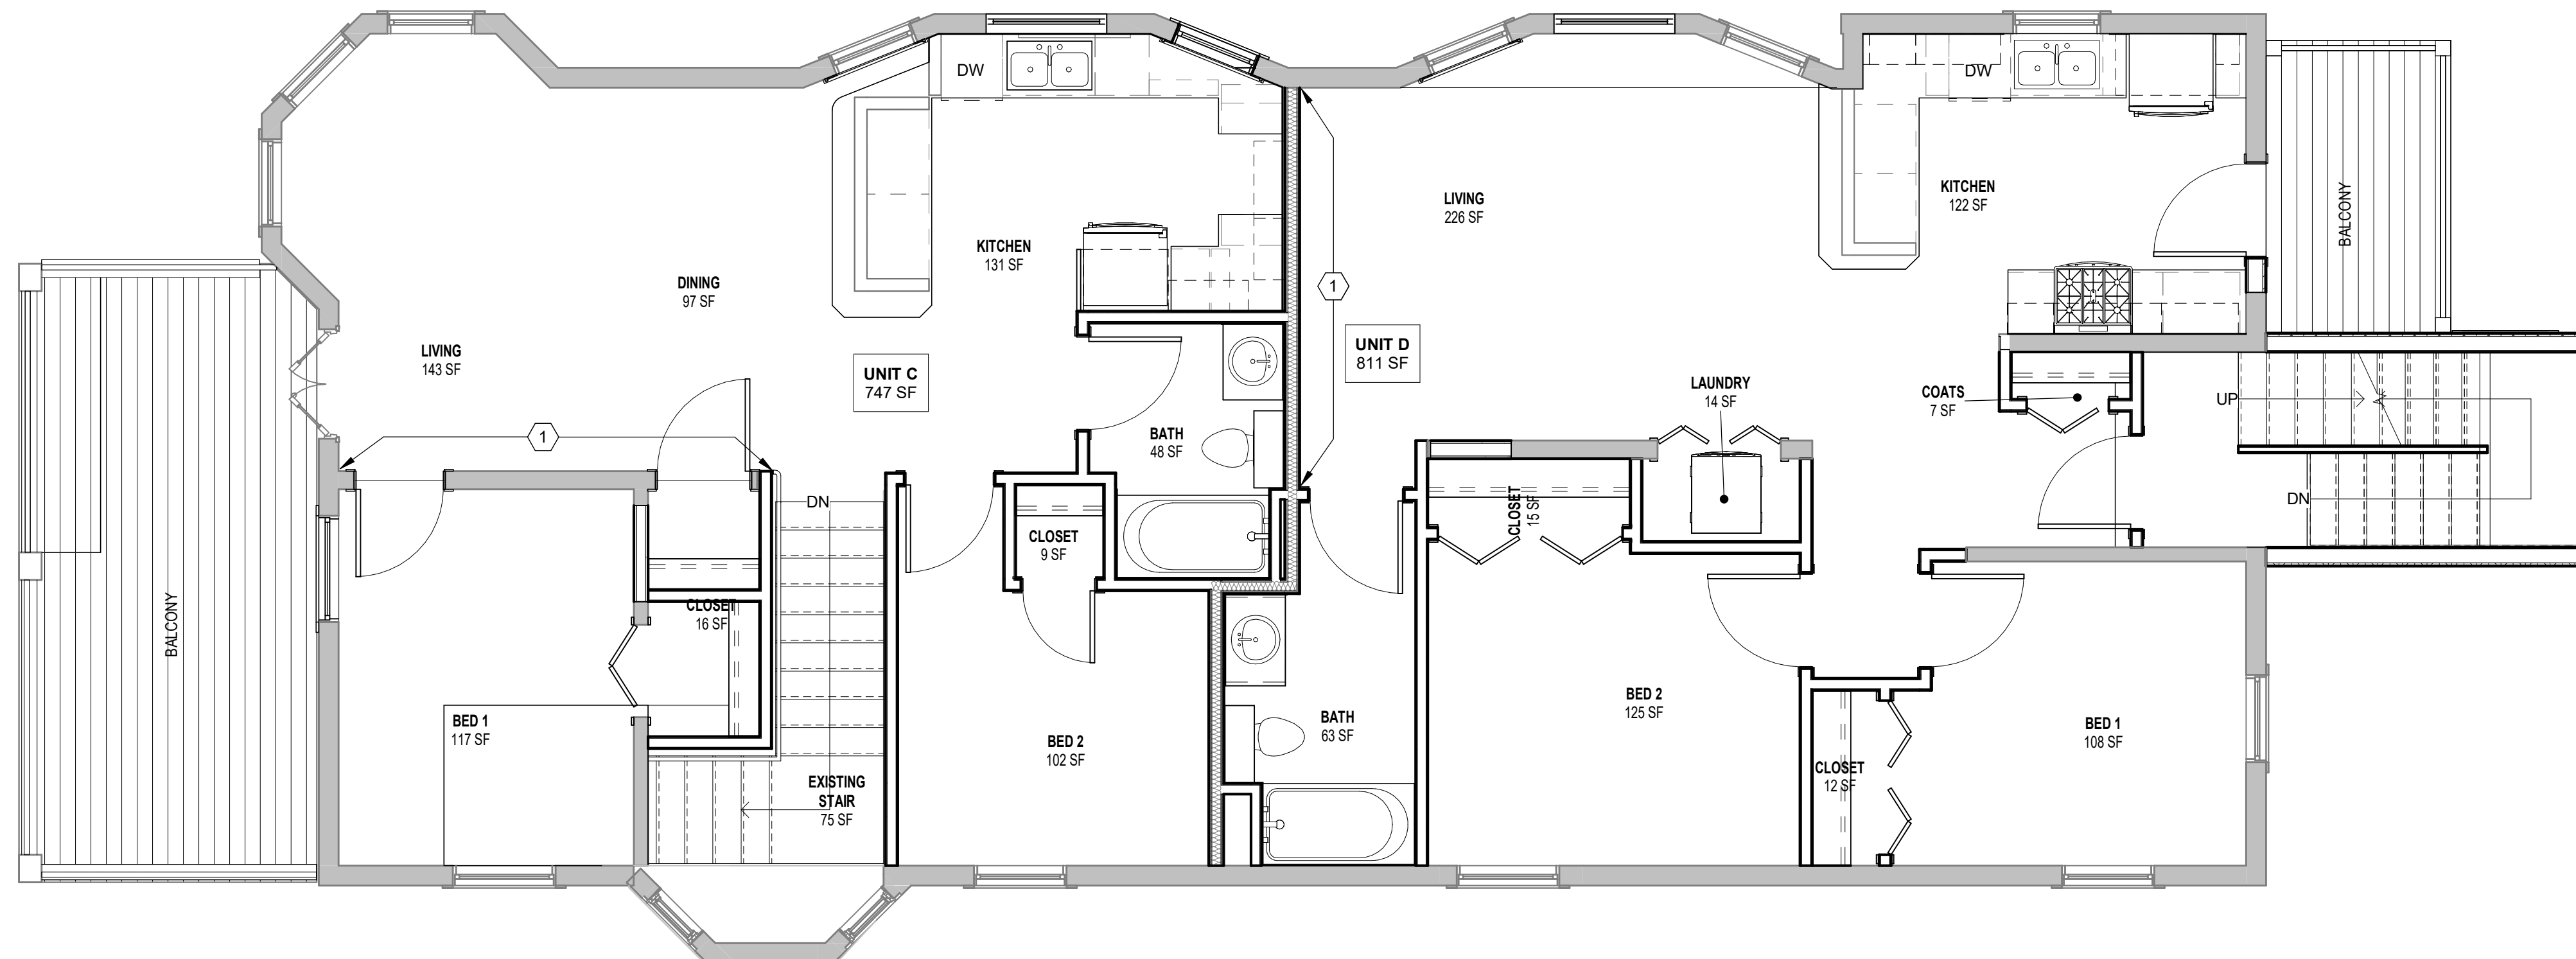 DW
DW
KITCHEN
122 SF
LIVING
226 SF
BALCONY
KITCHEN
131 SF
DINING
97 SF
1
LIVING
143 SF
UNIT C
747 SF
UNIT D
811 SF
LAUNDRY
14 SF
COATS
7 SF
UP
1
BATH
48 SF
DN
DN
CLOSET
9 SF
CLOSET
15 SF
BALCONY
CLOSET
16 SF
BED 1
117 SF
BED 2
102 SF
BATH
63 SF
BED 2
125 SF
BED 1
108 SF
EXISTING
STAIR
75 SF
CLOSET
12 SF